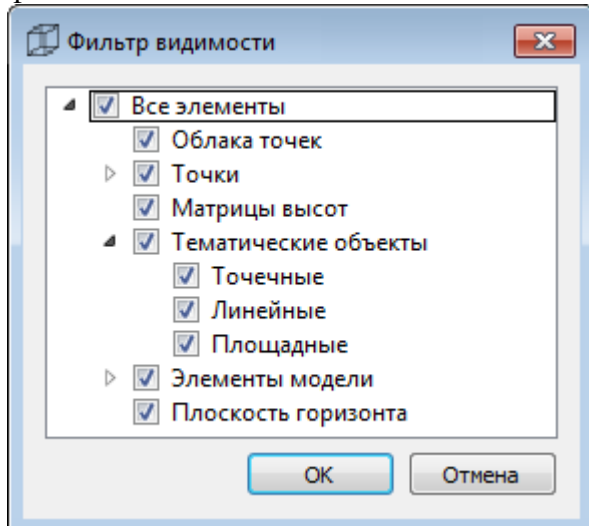 Фильтр видимости
Все элементы
Облака точек
Точки
Матрицы высот
Тематические объекты
Точечные
Линейные
Площадные
Элементы модели
Плоскость горизонта
OK
Отмена